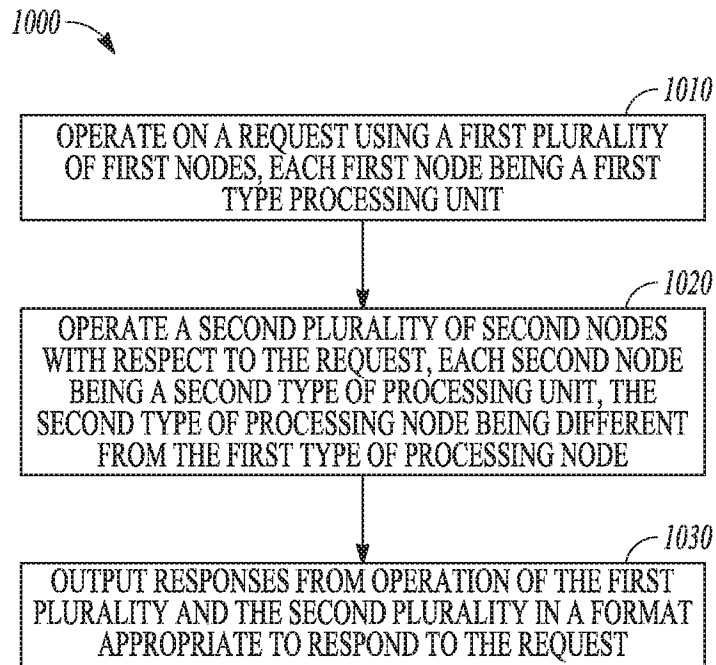 1000
1010
OPERATE ON A REQUEST USING A FIRST PLURALITY
OF FIRST NODES, EACH FIRST NODE BEING A FIRST
TYPE PROCESSING UNIT
1020
OPERATE A SECOND PLURALITY OF SECOND NODES
WITH RESPECT TO THE REQUEST, EACH SECOND NODE
BEING A SECOND TYPE OF PROCESSING UNIT, THE
SECOND TYPE OF PROCESSING NODE BEING DIFFERENT
FROM THE FIRST TYPE OF PROCESSING NODE
1030
OUTPUT RESPONSES FROM OPERATION OF THE FIRST
PLURALITY AND THE SECOND PLURALITY IN A FORMAT
APPROPRIATE TO RESPOND TO THE REQUEST